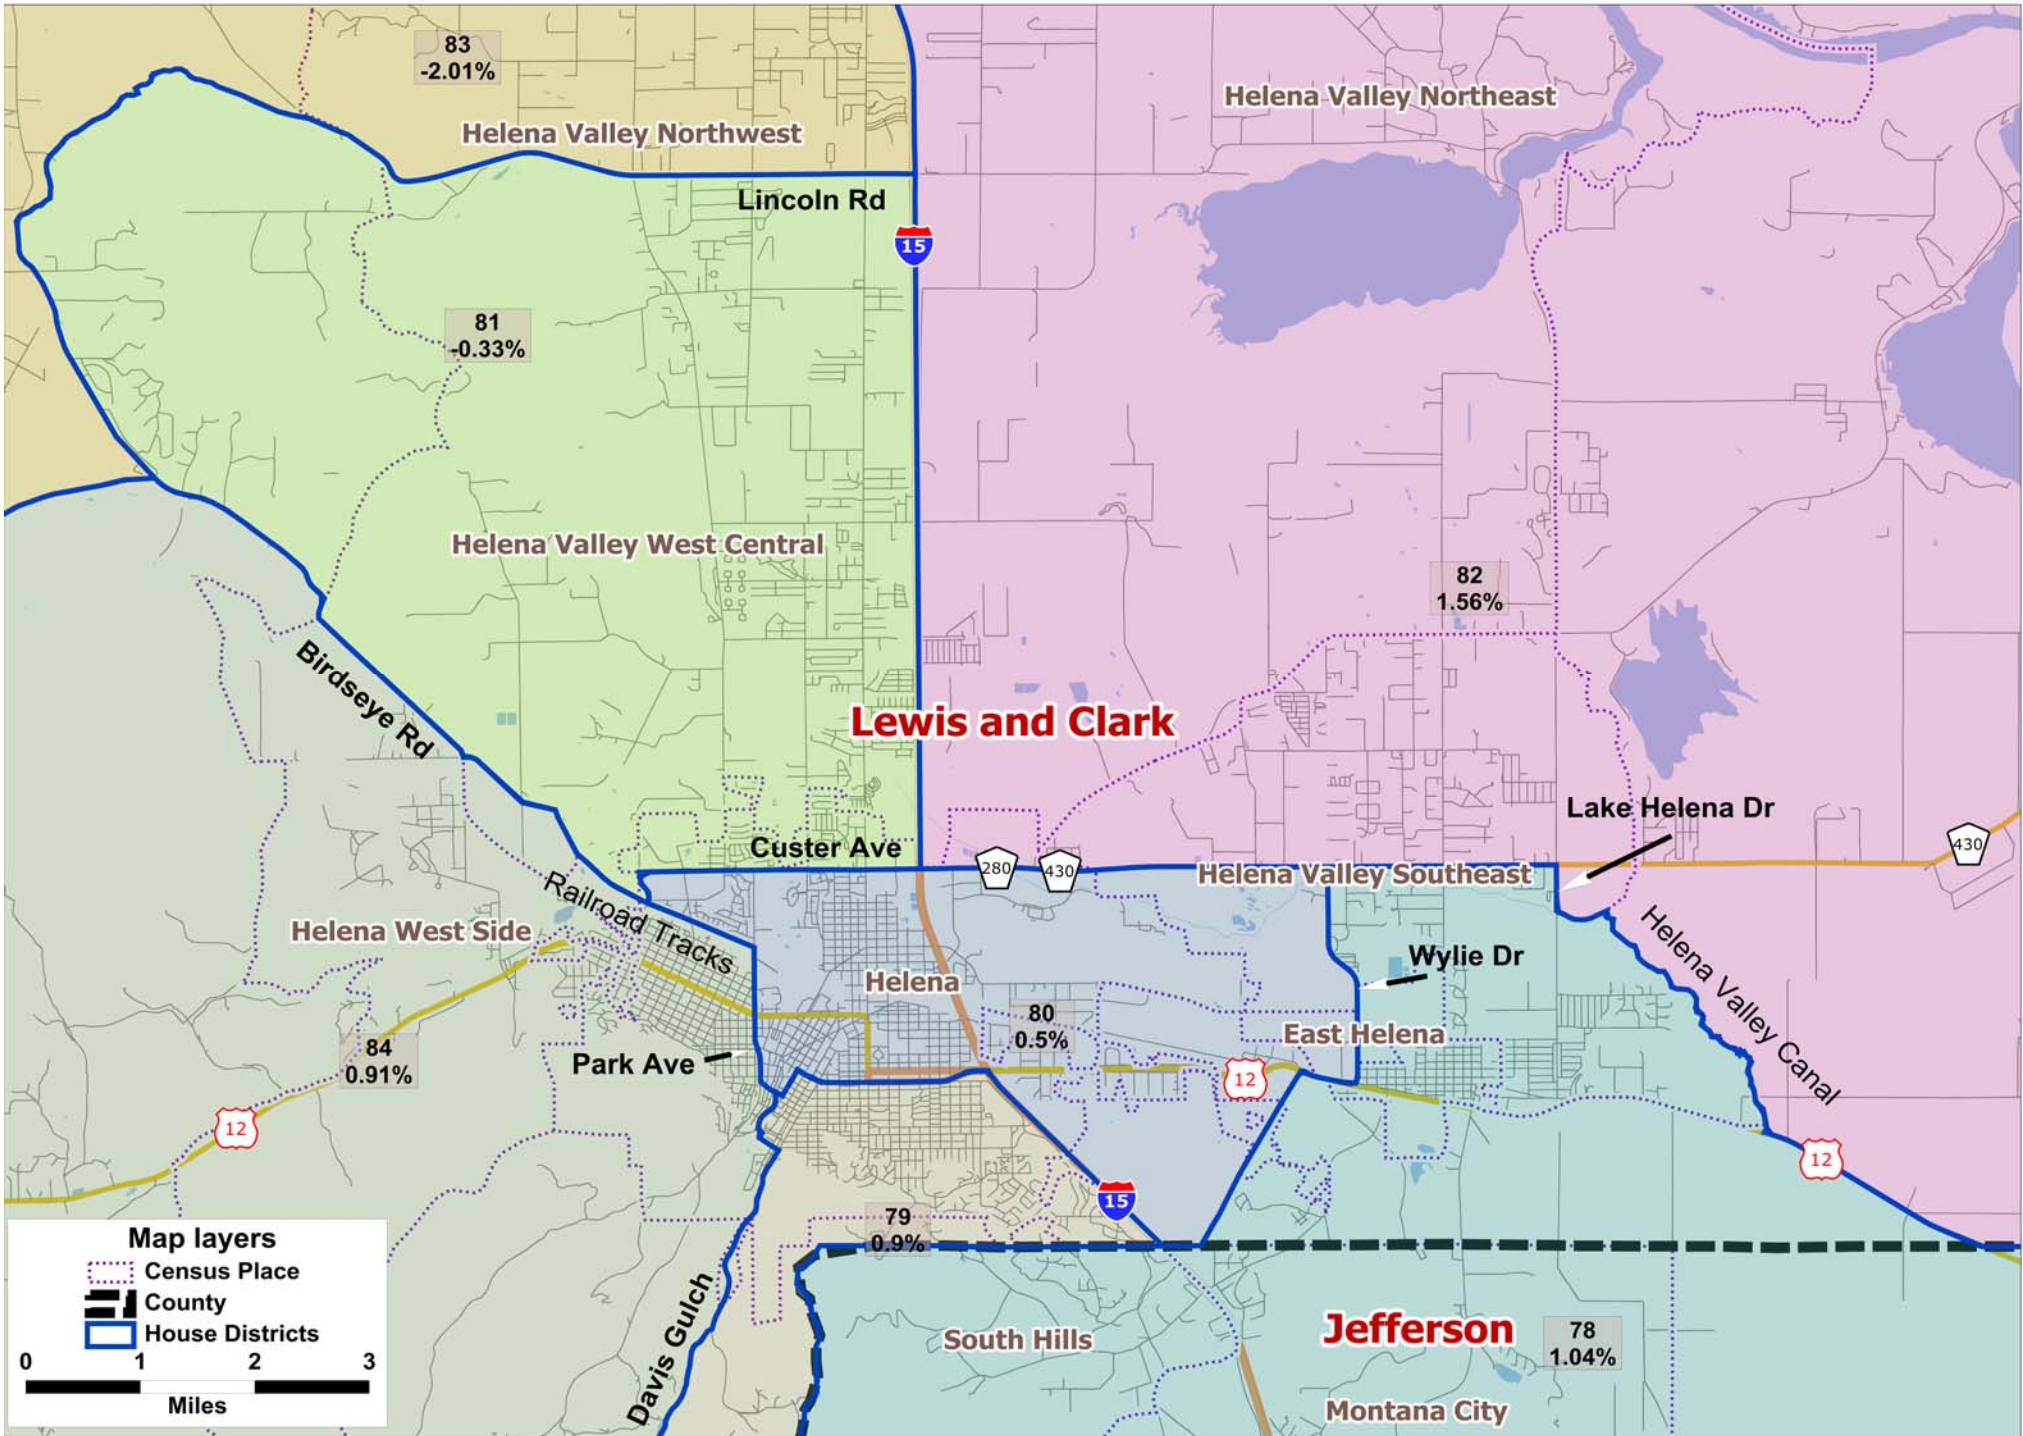 83
-2.01%
Helena Valley Northeast
Helena Valley Northwest
Lincoln Rd
15
81
-0.33%
Helena Valley West Central
82
1.56%
Birdseye Rd
Lewis and Clark
Lake Helena Dr
Custer Ave
280
430
430
Helena Valley Southeast
Railroad Tracks
Helena West Side
Helena Valley Canal
Wylie Dr
Helena
80
0.5%
East Helena
84
0.91%
Park Ave
12
12
12
15
79
0.9%
Davis Gulch
South Hills
Jefferson
78
1.04%
Montana City
Map layers
Census Place
County
House Districts
0 1 2 3
Miles